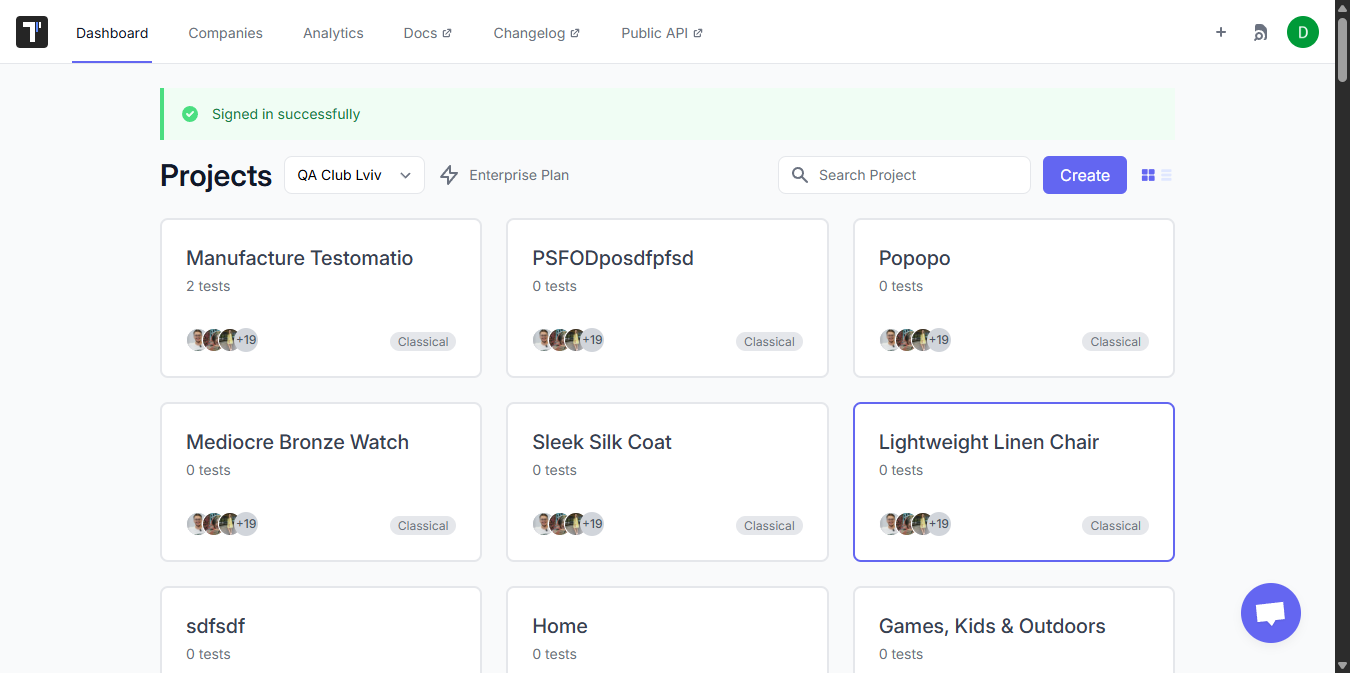 T Dashboard Companies Analytics Docs Changelog Public API + D
Signed in successfully
Projects QA Club Lviv Enterprise Plan Search Project Create
Manufacture Testomatio PSFODposdfpfsd Popopo
2 tests 0 tests 0 tests
+19 Classical +19 Classical +19 Classical
Mediocre Bronze Watch Sleek Silk Coat Lightweight Linen Chair
0 tests 0 tests 0 tests
+19 Classical +19 Classical +19 Classical
sdfsdf Home Games, Kids & Outdoors
0 tests 0 tests 0 tests